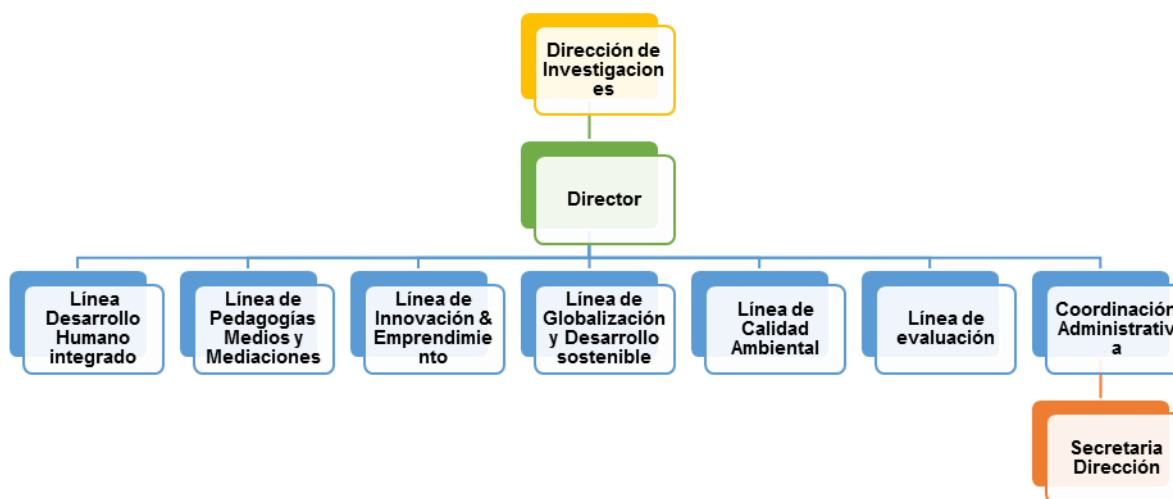 Dirección de
Investigacion
es
Director
Línea
Desarrollo
Humano
integrado
Línea de
Pedagogías
Medios y
Mediaciones
Línea de
Innovación &
Emprendimie
nto
Línea de
Globalización
y Desarrollo
sostenible
Línea de
Calidad
Ambiental
Línea de
evaluación
Coordinación
Administrativ
a
Secretaria
Dirección